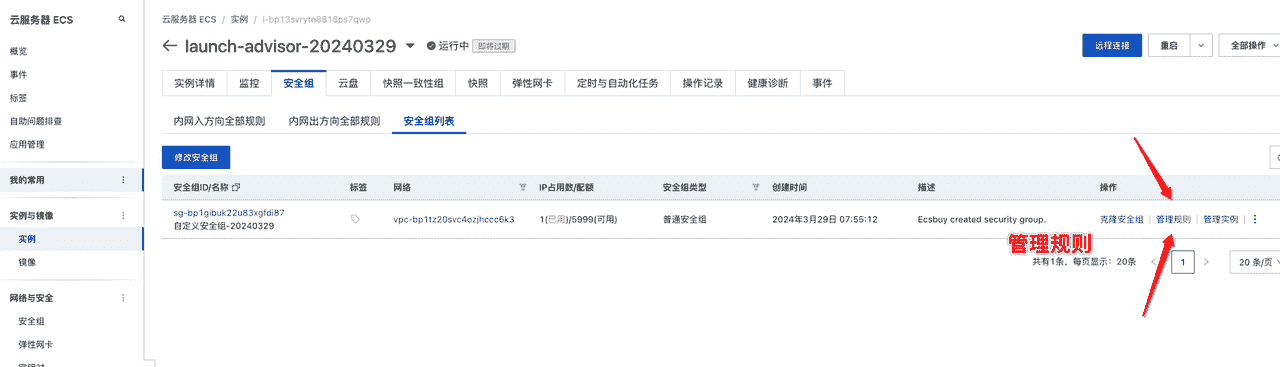 云服务器 ECS
云服务器 ECS / 实例 / i-bp13svrytn8818ps7qwp
← launch-advisor-20240329 运行中 即将过期
远程连接 重启 全部操作
概览
事件
标签
自助问题排查
应用管理
我的常用
实例与镜像
实例
镜像
网络与安全
安全组
弹性网卡
实例详情 监控 安全组 云盘 快照一致性组 快照 弹性网卡 定时与自动化任务 操作记录 健康诊断 事件
内网入方向全部规则 内网出方向全部规则 安全组列表
修改安全组
安全组ID/名称 标签 网络 IP占用数/配额 安全组类型 创建时间 描述 操作
sg-bp1gibuk22u83xgfdi87 vpc-bp1tz20svc4ozjhccc6k3 1(已用)/5999(可用) 普通安全组 2024年3月29日 07:55:12 Ecsbuy created security group. 克隆安全组 | 管理规则 | 管理实例
自定义安全组-20240329
管理规则
共有1条，每页显示：20条 < 1 > 20 条/页